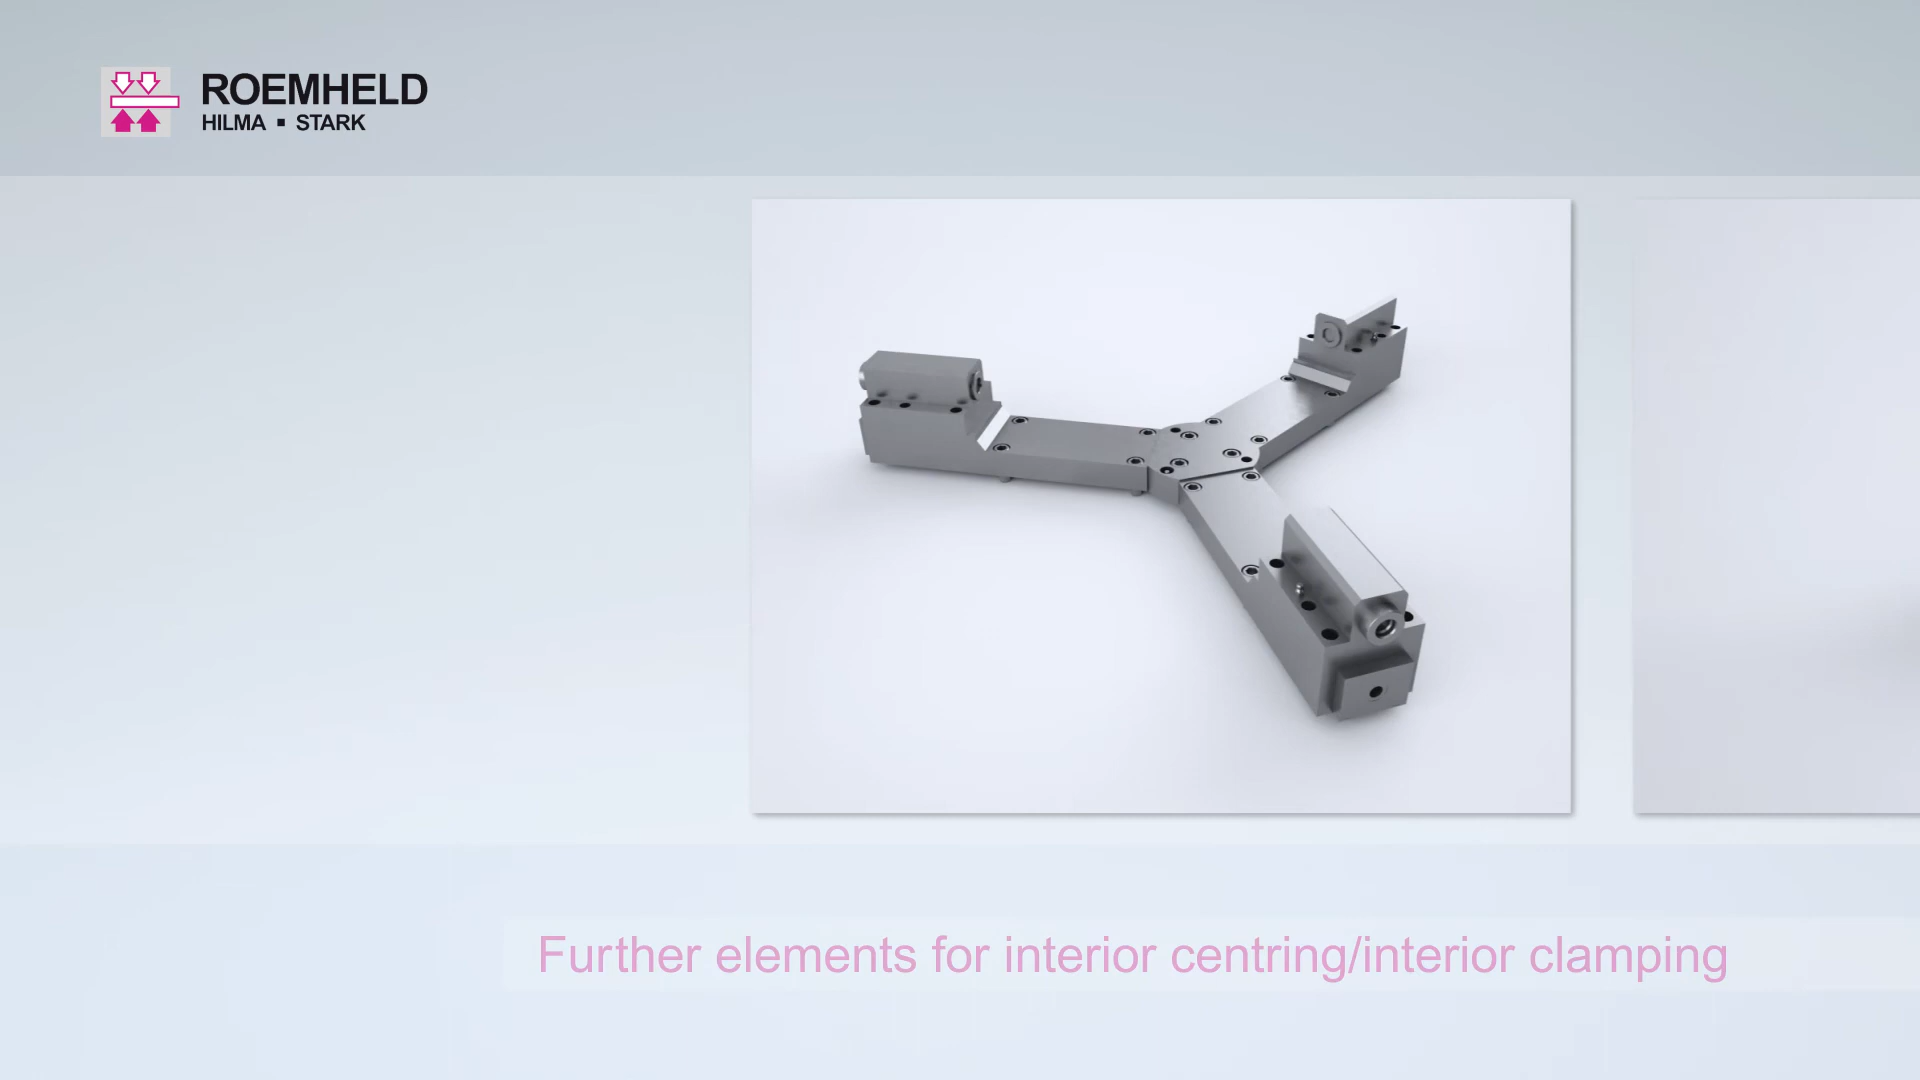 ROEMHELD
HILMA ▪ STARK
Further elements for interior centring/interior clamping